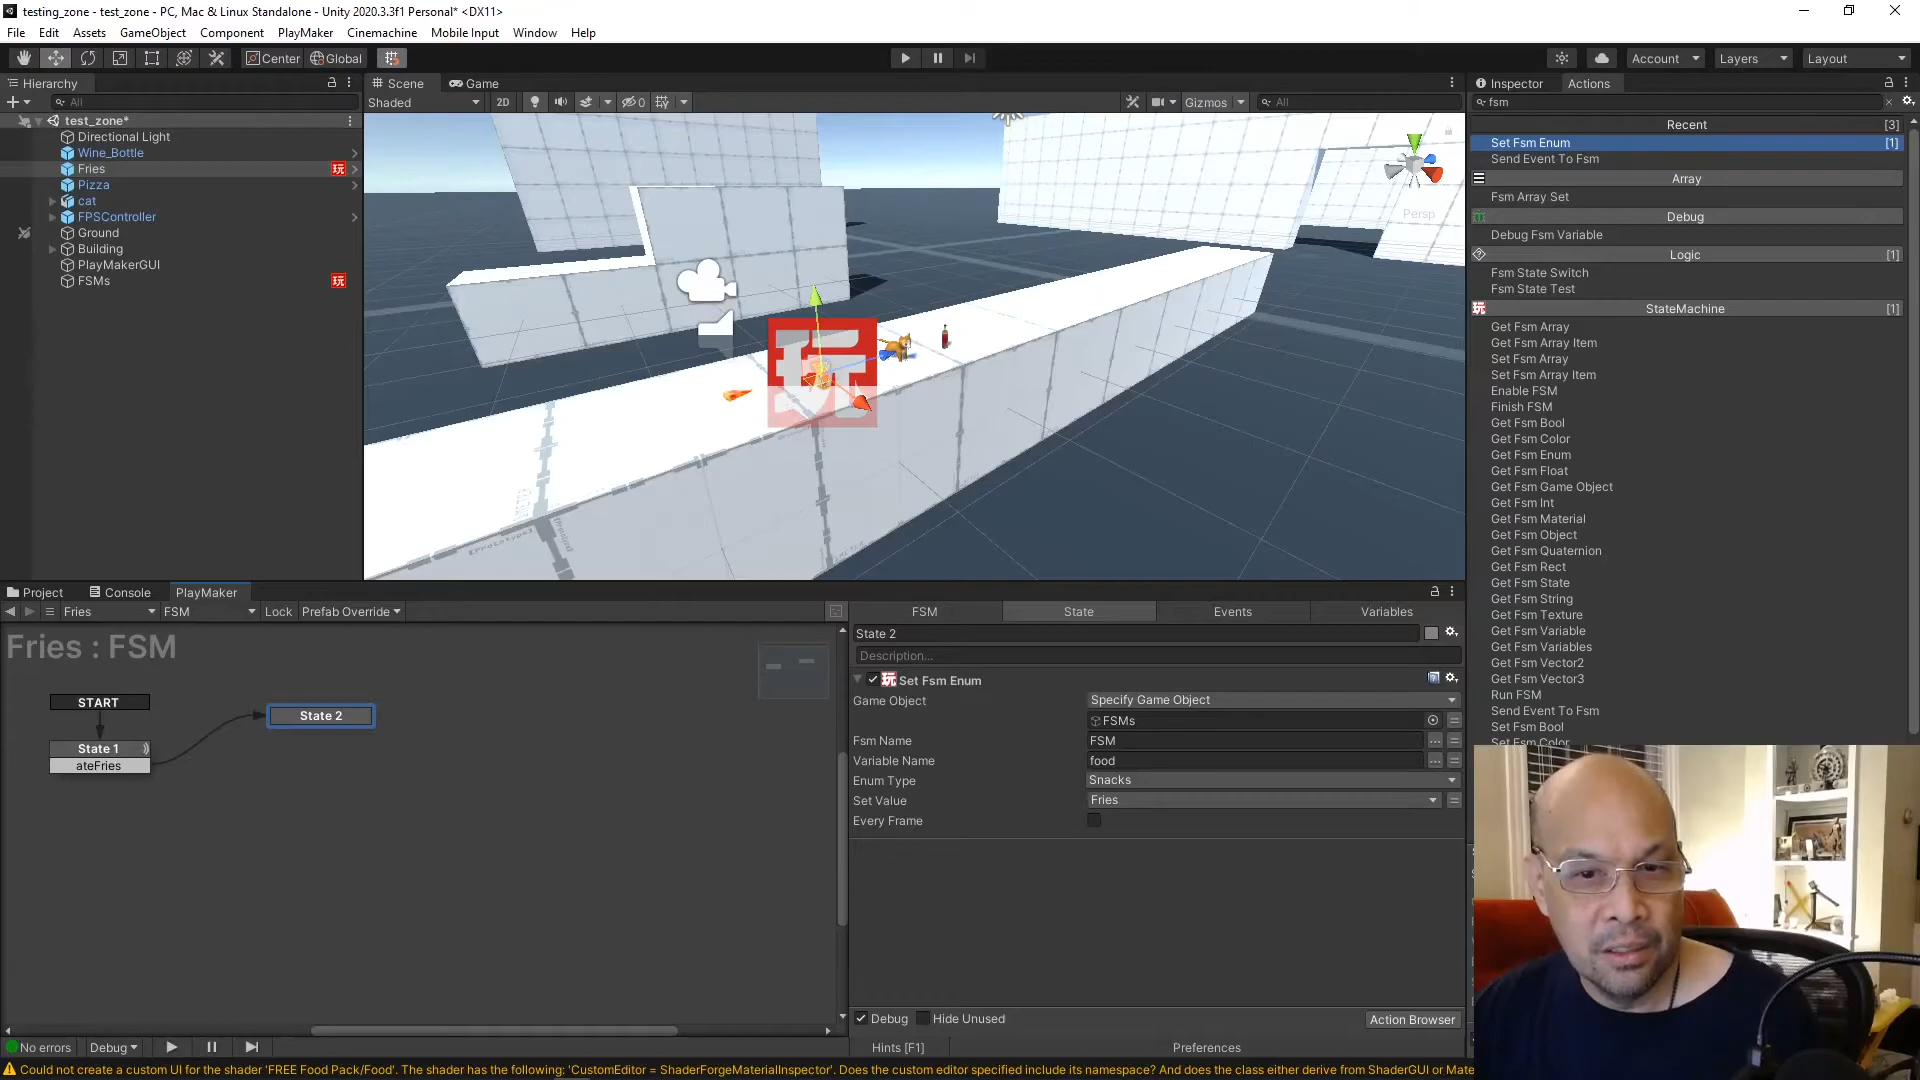 testing_zone - test_zone - PC, Mac & Linux Standalone - Unity 2020.3.3f1 Personal* <DX11>
File Edit Assets GameObject Component PlayMaker Cinemachine Mobile Input Window Help
Center Global Account Layers Layout
Hierarchy
All
test_zone*
Directional Light
Wine_Bottle
Fries 玩
Pizza
cat
FPSController
Ground
Building
PlayMakerGUI
FSMs 玩
Scene Game
Shaded 2D 0 Gizmos All
Persp
玩
Inspector Actions
fsm
Recent [3]
Set Fsm Enum [1]
Send Event To Fsm
Array
Fsm Array Set
Debug
Debug Fsm Variable
Logic [1]
Fsm State Switch
Fsm State Test
StateMachine [1]
Get Fsm Array
Get Fsm Array Item
Set Fsm Array
Set Fsm Array Item
Enable FSM
Finish FSM
Get Fsm Bool
Get Fsm Color
Get Fsm Enum
Get Fsm Float
Get Fsm Game Object
Get Fsm Int
Get Fsm Material
Get Fsm Object
Get Fsm Quaternion
Get Fsm Rect
Get Fsm State
Get Fsm String
Get Fsm Texture
Get Fsm Variable
Get Fsm Variables
Get Fsm Vector2
Get Fsm Vector3
Run FSM
Send Event To Fsm
Set Fsm Bool
Set Fsm Color
Project Console PlayMaker
Fries FSM Lock Prefab Override
Fries : FSM
START
State 1
ateFries
State 2
FSM State Events Variables
State 2
Description...
玩 Set Fsm Enum
Game Object Specify Game Object
FSMs
Fsm Name FSM
Variable Name food
Enum Type Snacks
Set Value Fries
Every Frame
Debug Hide Unused Action Browser
No errors Debug Hints [F1] Preferences
Could not create a custom UI for the shader 'FREE Food Pack/Food'. The shader has the following: 'CustomEditor = ShaderForgeMaterialInspector'. Does the custom editor specified include its namespace? And does the class either derive from ShaderGUI or Mate